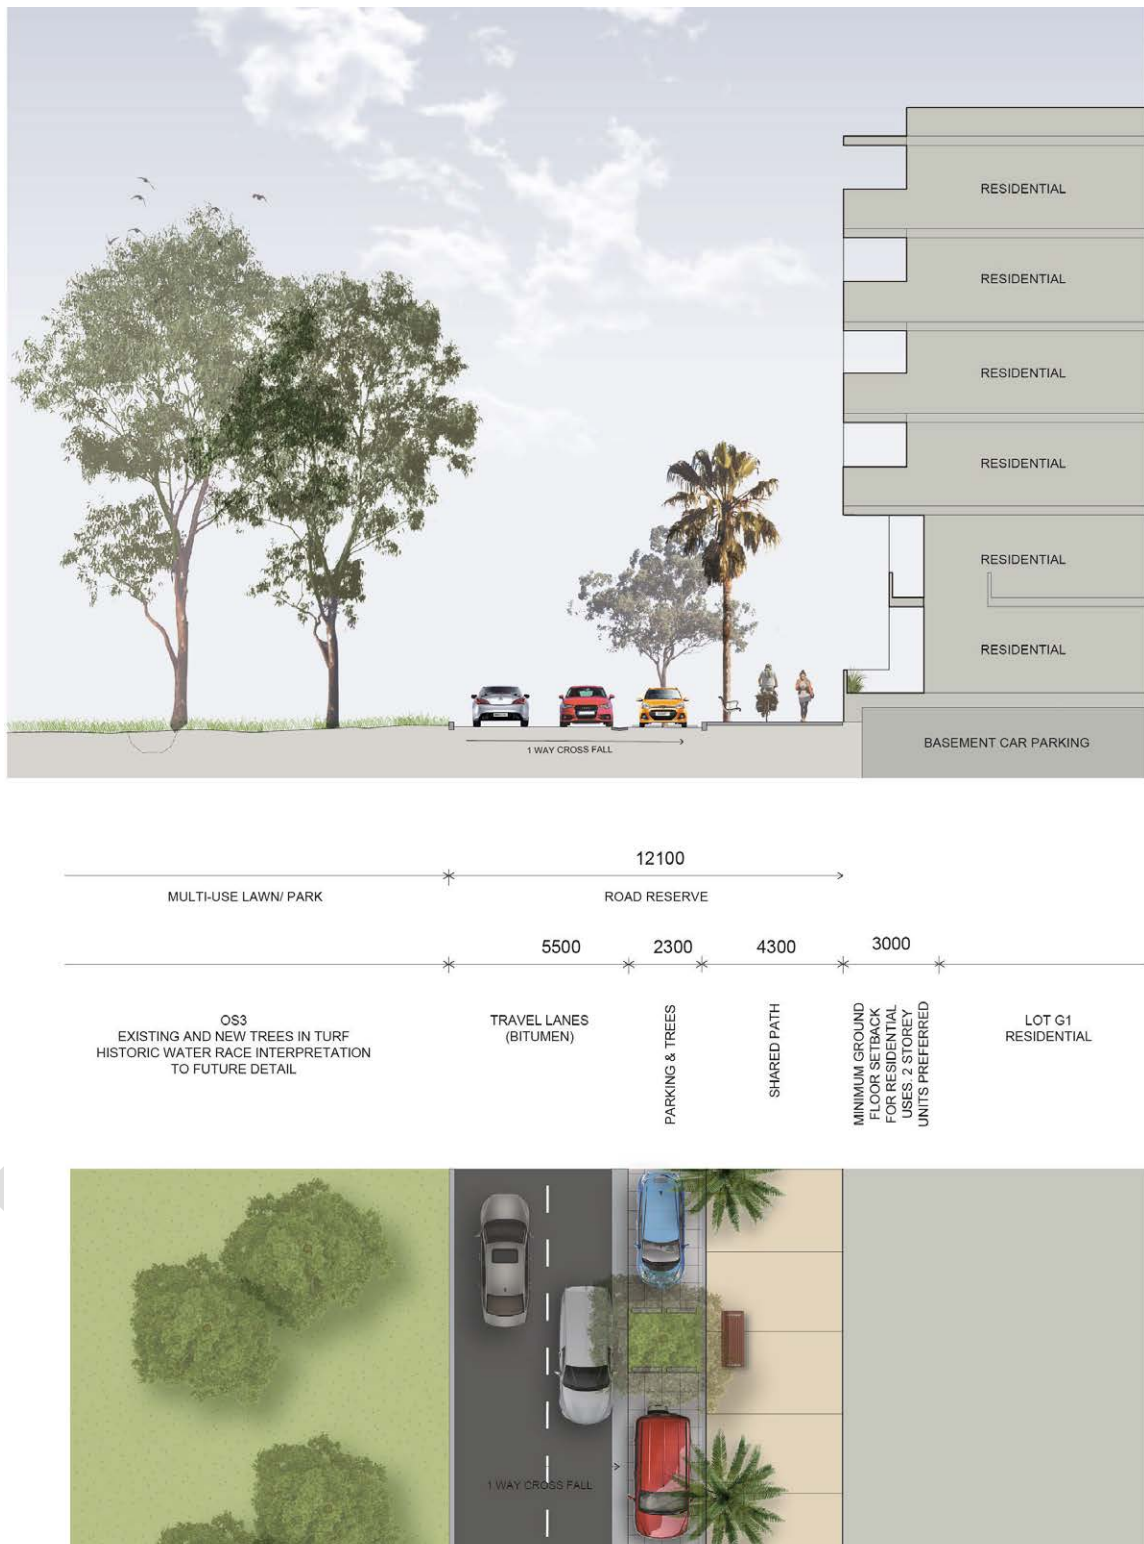 RESIDENTIAL
RESIDENTIAL
RESIDENTIAL
RESIDENTIAL
RESIDENTIAL
RESIDENTIAL
BASEMENT CAR PARKING
1 WAY CROSS FALL
12100
MULTI-USE LAWN/ PARK
ROAD RESERVE
5500
2300
4300
3000
OS3
EXISTING AND NEW TREES IN TURF
HISTORIC WATER RACE INTERPRETATION
TO FUTURE DETAIL
TRAVEL LANES
(BITUMEN)
PARKING & TREES
SHARED PATH
MINIMUM GROUND
FLOOR SETBACK
FOR RESIDENTIAL
USES. 2 STOREY
UNITS PREFERRED
LOT G1
RESIDENTIAL
1 WAY CROSS FALL